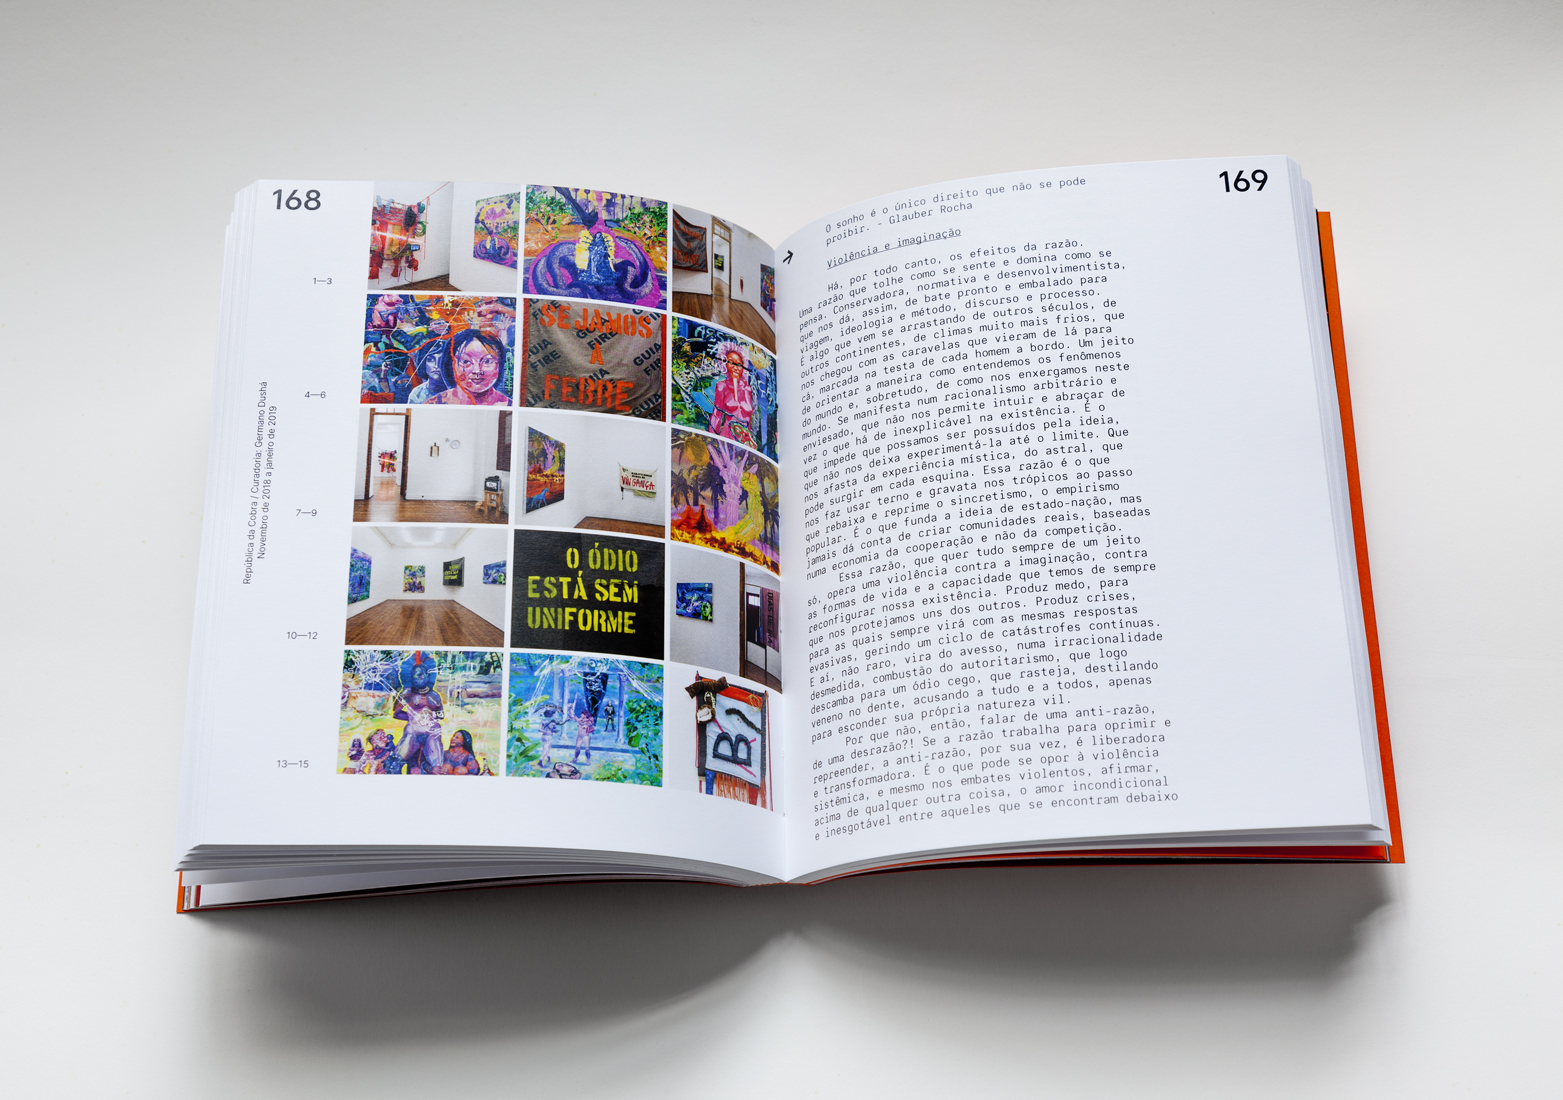 168
1—3
4—6
7—9
10—12
13—15
República da Cobra / Curadoria: Germano Dushá
Novembro de 2018 a janeiro de 2019
SEJAMOS
A
FEBRE
GUIA
FIRE
GUIA
FIRE
GUIA
VINGANÇA
O ÓDIO
ESTÁ SEM
UNIFORME
169
O sonho é o único direito que não se pode
proibir. - Glauber Rocha
Violência e imaginação
Há, por todo canto, os efeitos da razão.
Uma razão que tolhe como se sente e domina como se
pensa. Conservadora, normativa e desenvolvimentista,
que nos dá, assim, de bate pronto e embalado para
viagem, ideologia e método, discurso e processo.
É algo que vem se arrastando de outros séculos, de
outros continentes, de climas muito mais frios, que
nos chegou com as caravelas que vieram de lá para
cá, marcada na testa de cada homem a bordo. Um jeito
de orientar a maneira como entendemos os fenômenos
do mundo e, sobretudo, de como nos enxergamos neste
mundo. Se manifesta num racionalismo arbitrário e
enviesado, que não nos permite intuir e abraçar de
vez o que há de inexplicável na existência. É o
que impede que possamos ser possuídos pela ideia,
que não nos deixa experimentá-la até o limite. Que
nos afasta da experiência mística, do astral, que
pode surgir em cada esquina. Essa razão é o que
nos faz usar terno e gravata nos trópicos ao passo
que rebaixa e reprime o sincretismo, o empirismo
popular. É o que funda a ideia de estado-nação, mas
jamais dá conta de criar comunidades reais, baseadas
numa economia da cooperação e não da competição.
Essa razão, que quer tudo sempre de um jeito
só, opera uma violência contra a imaginação, contra
as formas de vida e a capacidade que temos de sempre
reconfigurar nossa existência. Produz medo, para
que nos protejamos uns dos outros. Produz crises,
para as quais sempre virá com as mesmas respostas
evasivas, gerindo um ciclo de catástrofes contínuas.
E aí, não raro, vira do avesso, numa irracionalidade
desmedida, combustão do autoritarismo, que logo
descamba para um ódio cego, que rasteja, destilando
veneno no dente, acusando a tudo e a todos, apenas
para esconder sua própria natureza vil.
Por que não, então, falar de uma anti-razão,
de uma desrazão?! Se a razão trabalha para oprimir e
repreender, a anti-razão, por sua vez, é liberadora
e transformadora. É o que pode se opor à violência
sistêmica, e mesmo nos embates violentos, afirmar,
acima de qualquer outra coisa, o amor incondicional
e inesgotável entre aqueles que se encontram debaixo